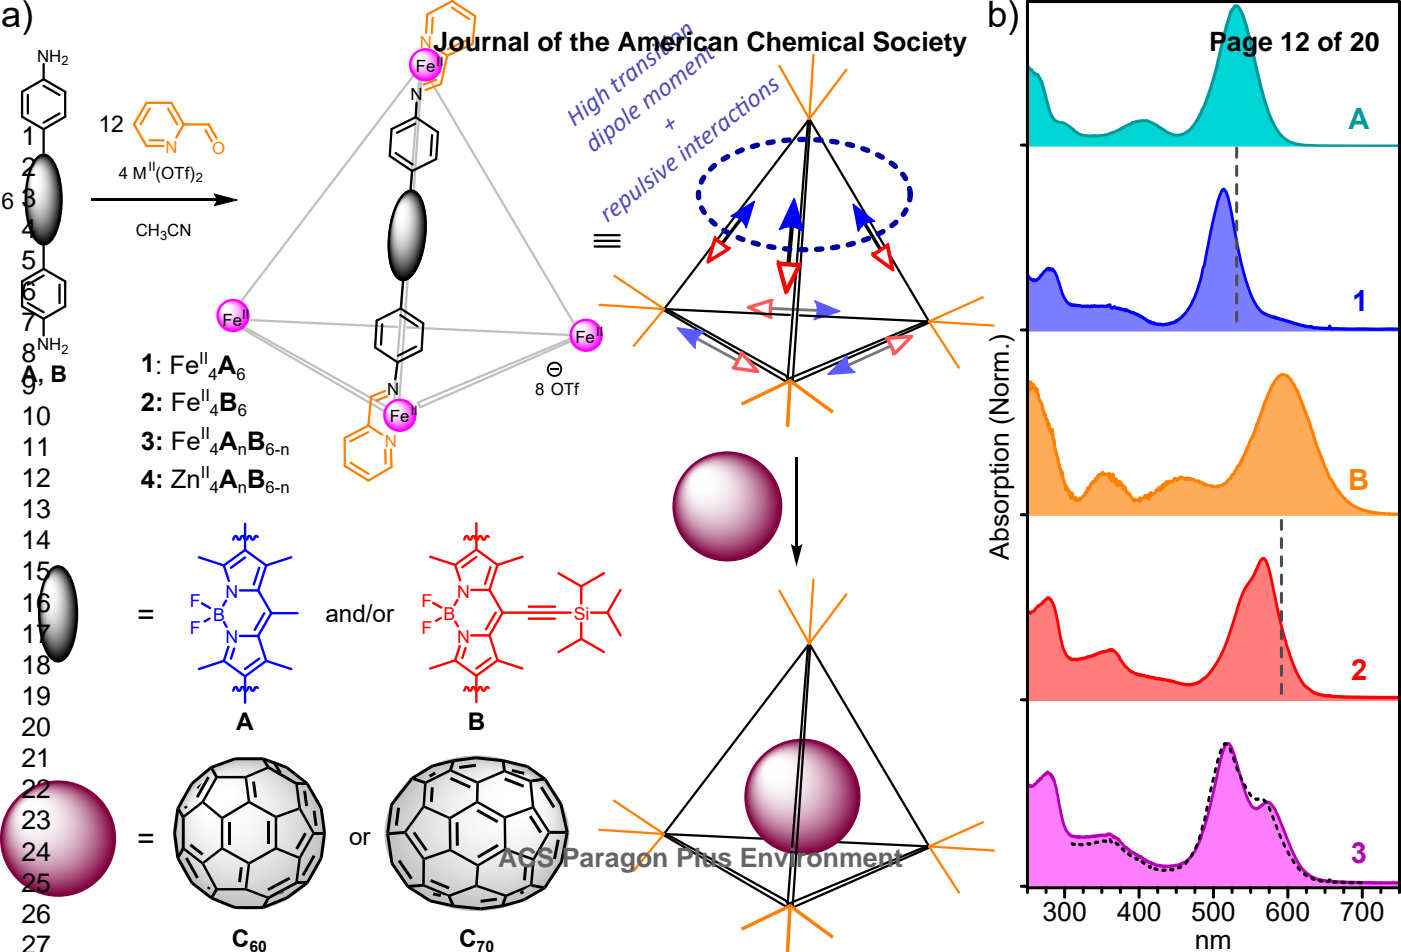 a)
Journal of the American Chemical Society
Page 12 of 20
b)
NH2
6
NH2
A, B
12
N
O
4 MII(OTf)2
CH3CN
N
FeII
N
FeII
FeII
N
FeII
N
⊖
8 OTf
High transition
dipole moment
+
repulsive interactions
≡
1: FeII4A6
2: FeII4B6
3: FeII4AnB6-n
4: ZnII4AnB6-n
=
F
F
B
N
N
A
and/or
F
F
B
N
N
Si
B
=
C60
or
C70
ACS Paragon Plus Environment
1
2
3
4
5
6
7
8
9
10
11
12
13
14
15
16
17
18
19
20
21
22
23
24
25
26
27
Absorption (Norm.)
A
1
B
2
3
300 400 500 600 700
nm